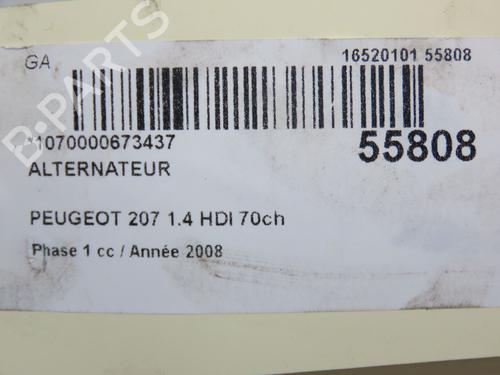 GA 16520101 55808
*1070000673437 55808
ALTERNATEUR
PEUGEOT 207 1.4 HDI 70ch
Phase 1 cc / Année 2008
B-PARTS